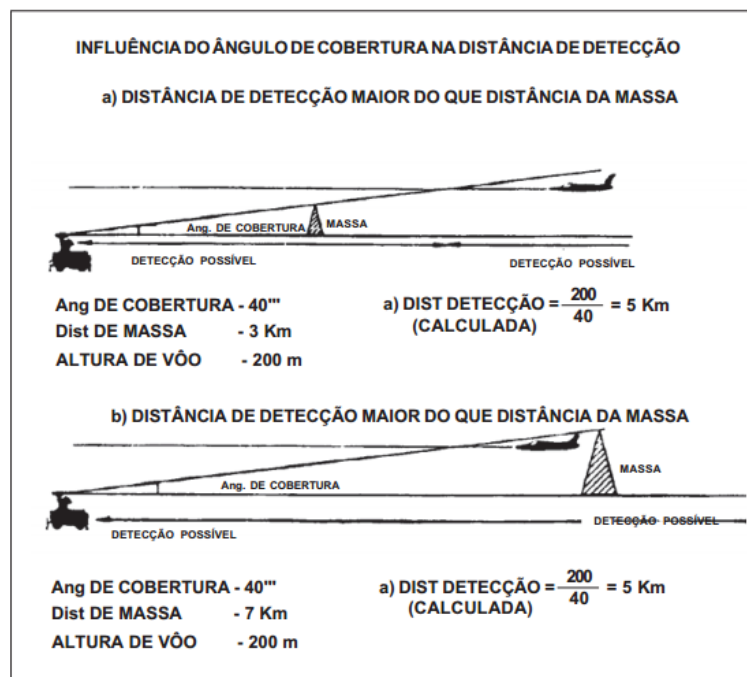 INFLUÊNCIA DO ÂNGULO DE COBERTURA NA DISTÂNCIA DE DETECÇÃO
a) DISTÂNCIA DE DETECÇÃO MAIOR DO QUE DISTÂNCIA DA MASSA
Ang. DE COBERTURA MASSA
DETECÇÃO POSSÍVEL DETECÇÃO POSSÍVEL
Ang DE COBERTURA - 40''' a) DIST DETECÇÃO = 200/40 = 5 Km
Dist DE MASSA - 3 Km (CALCULADA)
ALTURA DE VÔO - 200 m
b) DISTÂNCIA DE DETECÇÃO MAIOR DO QUE DISTÂNCIA DA MASSA
MASSA
Ang. DE COBERTURA
DETECÇÃO POSSÍVEL
DETECÇÃO POSSÍVEL
Ang DE COBERTURA - 40''' a) DIST DETECÇÃO = 200/40 = 5 Km
Dist DE MASSA - 7 Km (CALCULADA)
ALTURA DE VÔO - 200 m